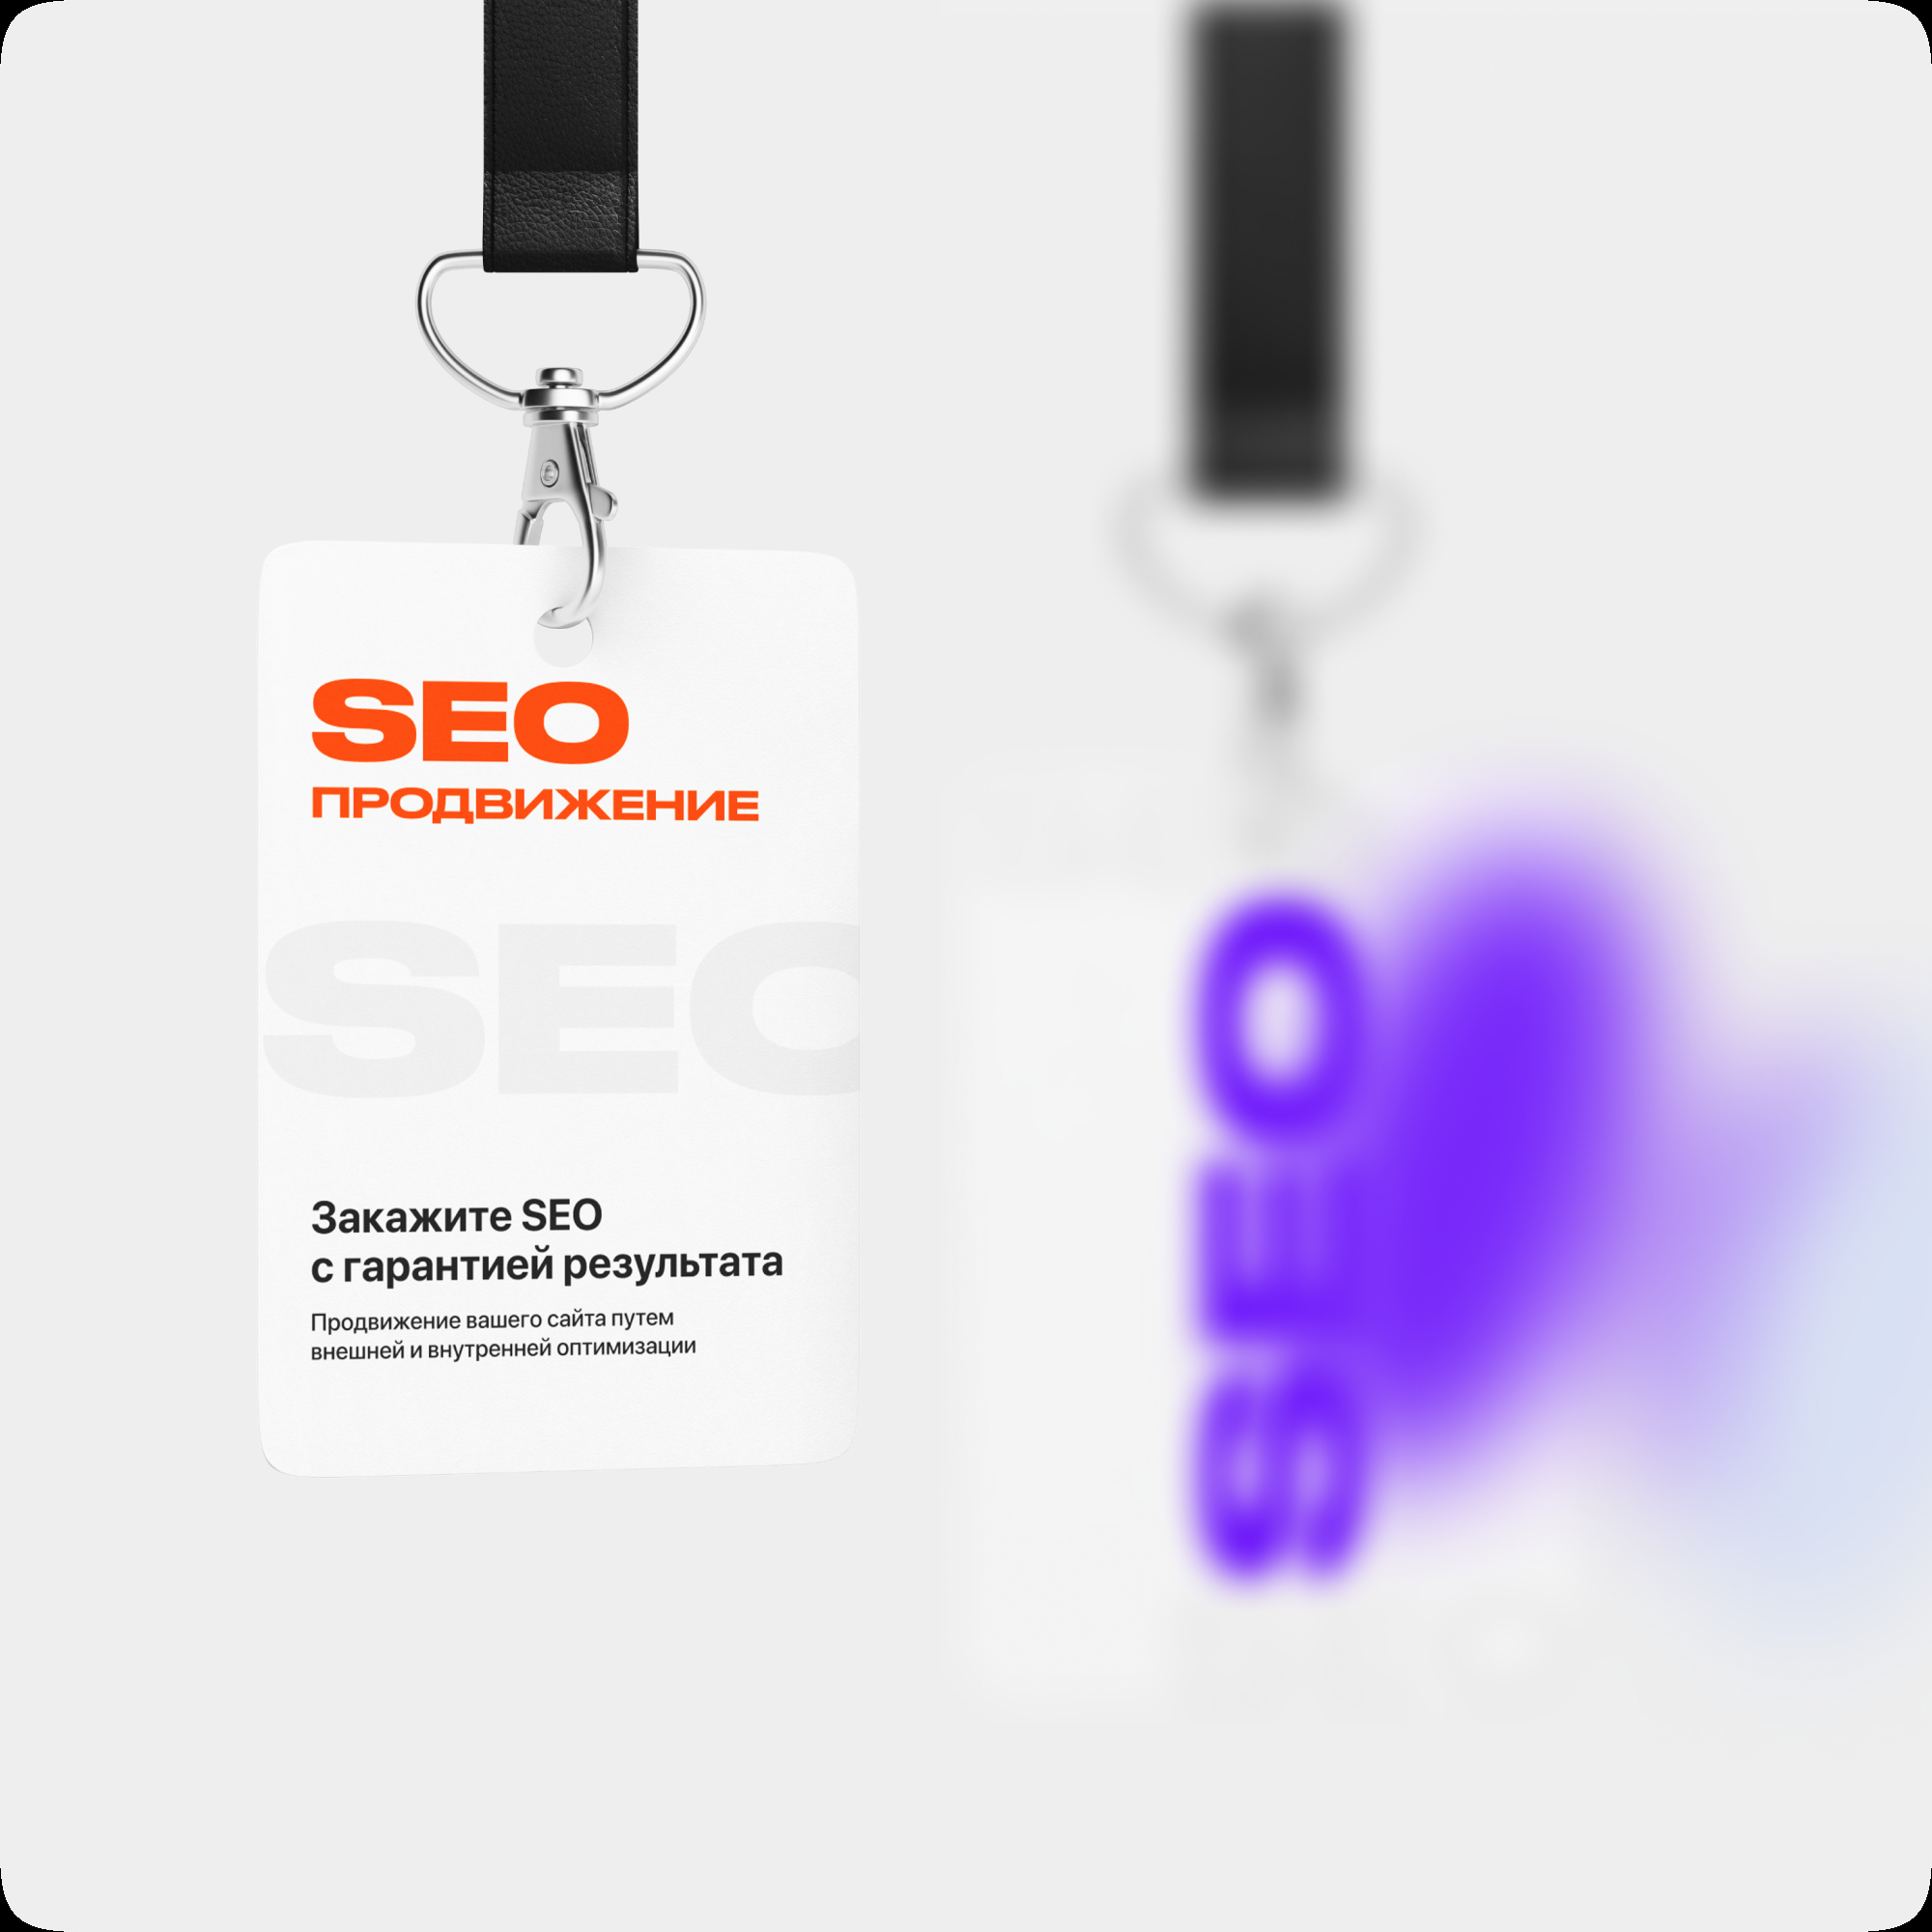 SEO
ПРОДВИЖЕНИЕ
SEO
Закажите SEO
с гарантией результата
Продвижение вашего сайта путем
внешней и внутренней оптимизации
SEO